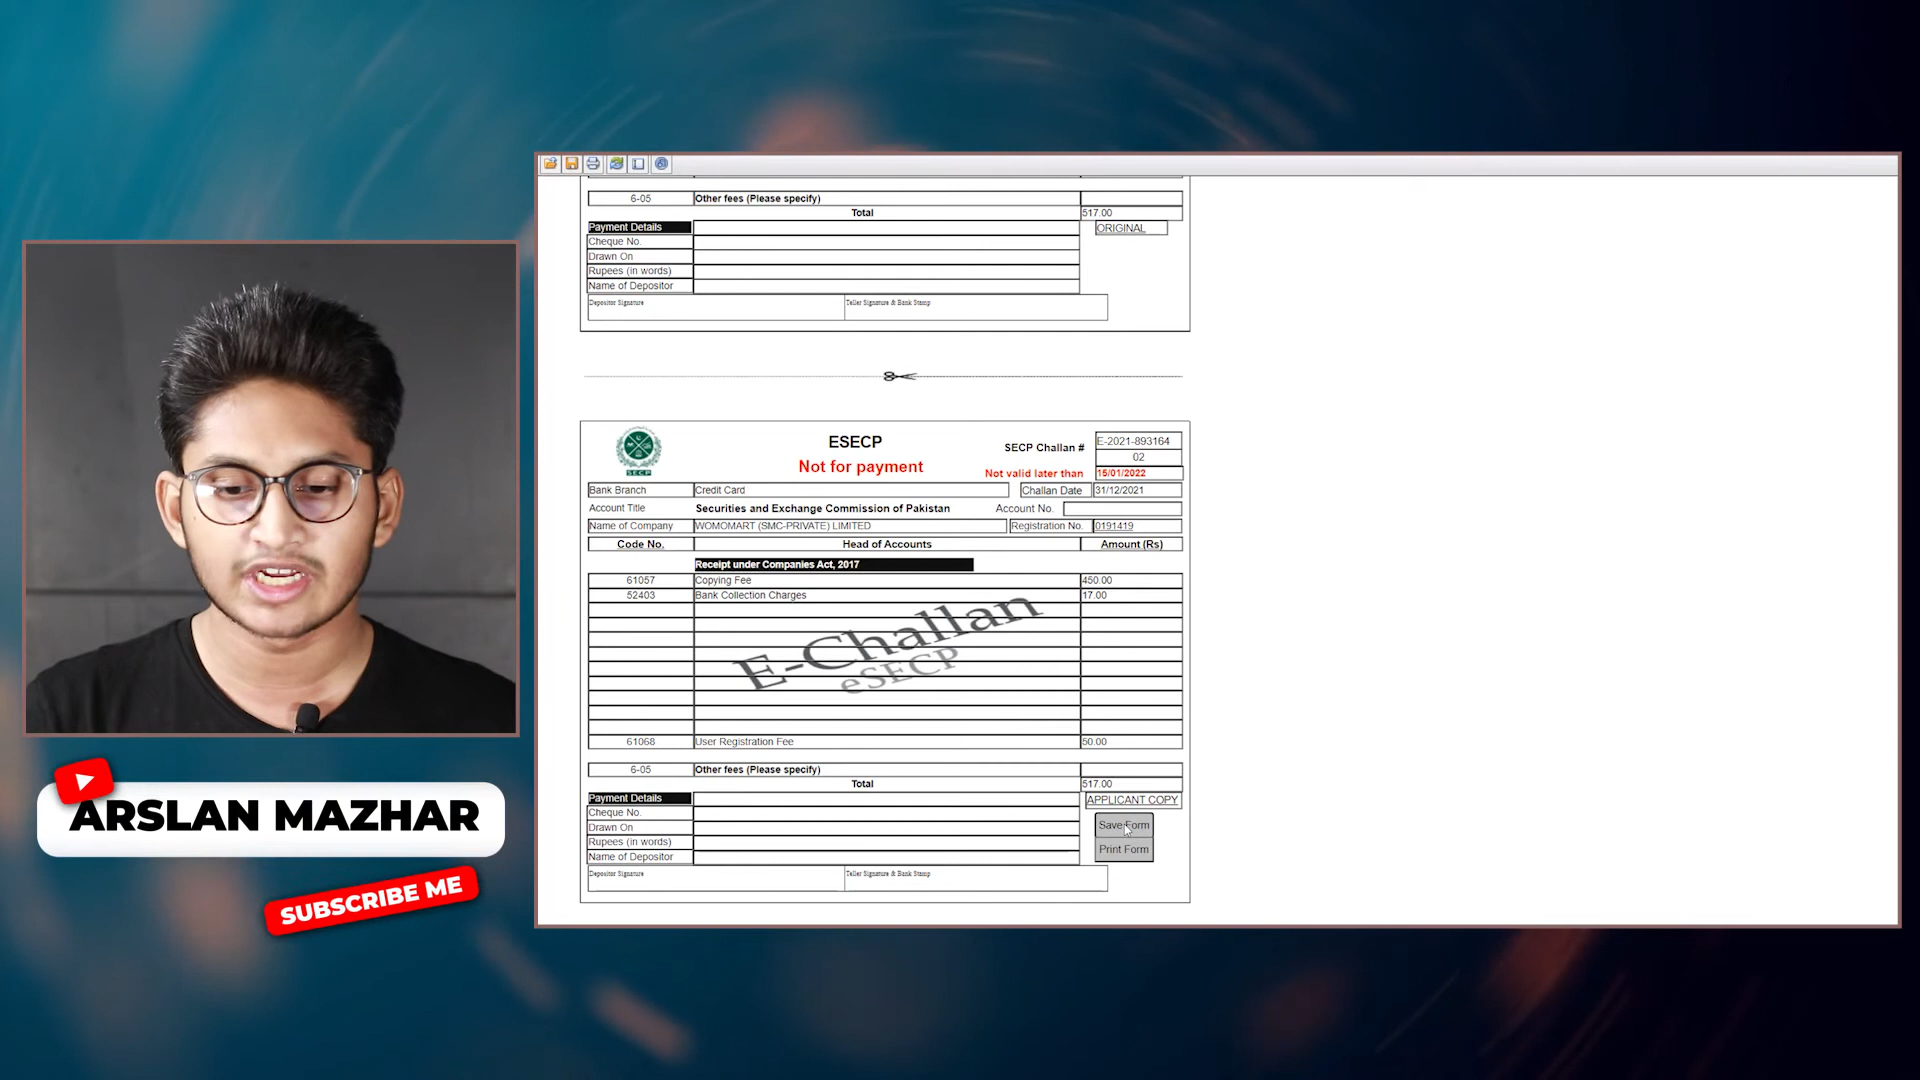 6-05 Other fees (Please specify)
Total 517.00
Payment Details ORIGINAL
Cheque No.
Drawn On
Rupees (in words)
Name of Depositor
Depositor Signature Teller Signature & Bank Stamp
SECP
ESECP
Not for payment
SECP Challan # E-2021-893164
02
Not valid later than 15/01/2022
Bank Branch Credit Card Challan Date 31/12/2021
Account Title Securities and Exchange Commission of Pakistan Account No.
Name of Company WOMOMART (SMC-PRIVATE) LIMITED Registration No. 0191419
Code No. Head of Accounts Amount (Rs)
Receipt under Companies Act, 2017
61057 Copying Fee 450.00
52403 Bank Collection Charges 17.00
E-Challan
eSECP
61068 User Registration Fee 50.00
6-05 Other fees (Please specify)
Total 517.00
Payment Details APPLICANT COPY
Cheque No.
Drawn On
Rupees (in words)
Name of Depositor
Save Form
Print Form
Depositor Signature Teller Signature & Bank Stamp
ARSLAN MAZHAR
SUBSCRIBE ME